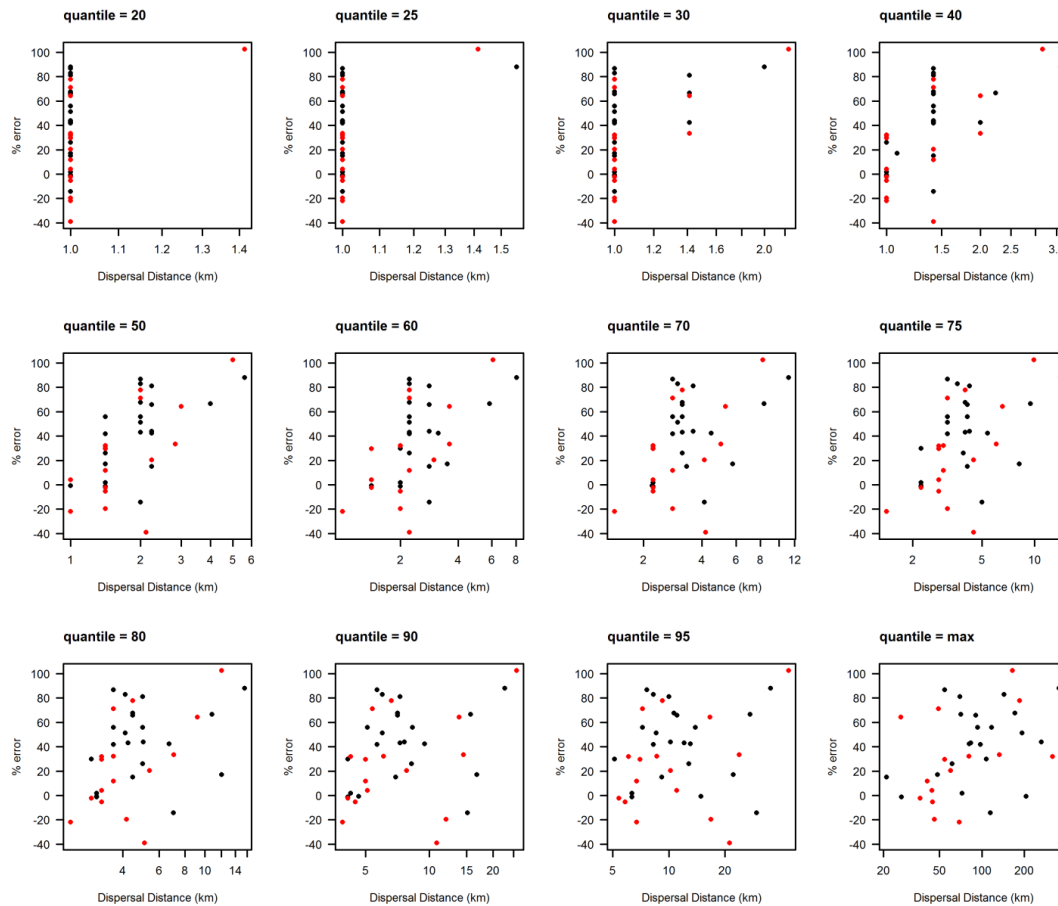 quantile = 20
quantile = 25
quantile = 30
quantile = 40
100
80
60
40
20
0
-20
-40
% error
1.0 1.1 1.2 1.3 1.4
Dispersal Distance (km)
100
80
60
40
20
0
-20
-40
% error
1.0 1.1 1.2 1.3 1.4 1.5
Dispersal Distance (km)
100
80
60
40
20
0
-20
-40
% error
1.0 1.2 1.4 1.6 2.0
Dispersal Distance (km)
100
80
60
40
20
0
-20
-40
% error
1.0 1.5 2.0 2.5 3.
Dispersal Distance (km)
quantile = 50
quantile = 60
quantile = 70
quantile = 75
100
80
60
40
20
0
-20
-40
% error
1 2 3 4 5 6
Dispersal Distance (km)
100
80
60
40
20
0
-20
-40
% error
2 4 6 8
Dispersal Distance (km)
100
80
60
40
20
0
-20
-40
% error
2 4 6 8 12
Dispersal Distance (km)
100
80
60
40
20
0
-20
-40
% error
2 5 10
Dispersal Distance (km)
quantile = 80
quantile = 90
quantile = 95
quantile = max
100
80
60
40
20
0
-20
-40
% error
4 6 8 10 14
Dispersal Distance (km)
100
80
60
40
20
0
-20
-40
% error
5 10 15 20
Dispersal Distance (km)
100
80
60
40
20
0
-20
-40
% error
5 10 20
Dispersal Distance (km)
100
80
60
40
20
0
-20
-40
% error
20 50 100 200
Dispersal Distance (km)